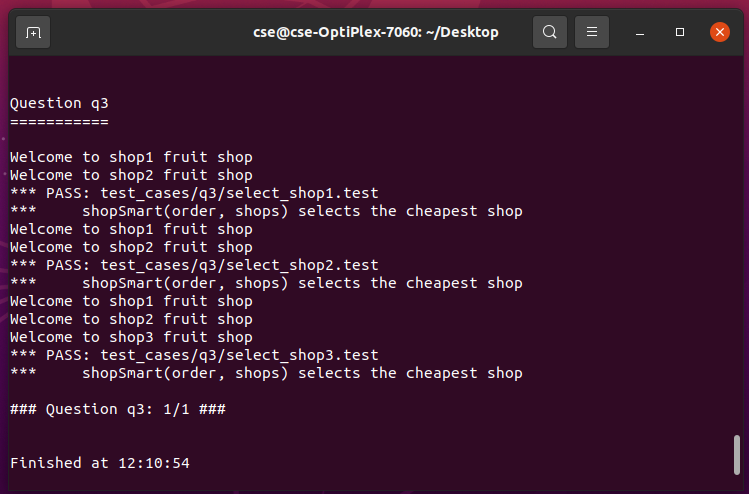 cse@cse-OptiPlex-7060: ~/Desktop
Question q3
===========
Welcome to shop1 fruit shop
Welcome to shop2 fruit shop
*** PASS: test_cases/q3/select_shop1.test
***     shopSmart(order, shops) selects the cheapest shop
Welcome to shop1 fruit shop
Welcome to shop2 fruit shop
*** PASS: test_cases/q3/select_shop2.test
***     shopSmart(order, shops) selects the cheapest shop
Welcome to shop1 fruit shop
Welcome to shop2 fruit shop
Welcome to shop3 fruit shop
*** PASS: test_cases/q3/select_shop3.test
***     shopSmart(order, shops) selects the cheapest shop
### Question q3: 1/1 ###
Finished at 12:10:54